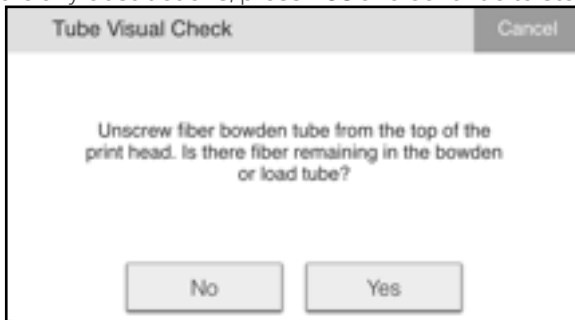 Tube Visual Check
Cancel
Unscrew fiber bowden tube from the top of the
print head. Is there fiber remaining in the bowden
or load tube?
No
Yes